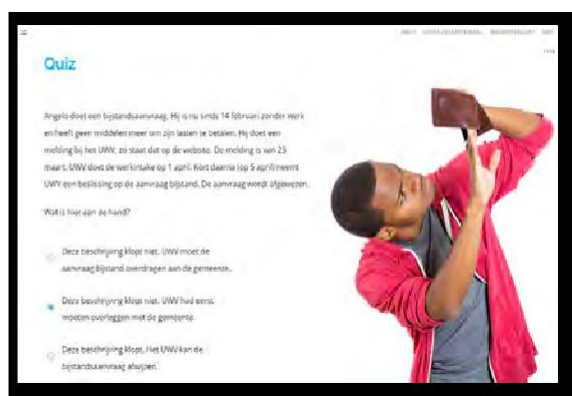 Quiz
Angelo doet een bijstandsaanvraag. Hij is nu sinds 14 februari zonder werk
en heeft geen middelen meer om zijn lasten te betalen. Hij doet een
melding bij het UWV, zo staat dat op de website. De melding is van 23
maart. UWV doet de werkintake op 1 april. Kort daarna (op 5 april) neemt
UWV een beslissing op de aanvraag bijstand. De aanvraag wordt afgewezen.
Wat is hier aan de hand?
Deze beschrijving klopt niet. UWV moet de
aanvraag bijstand overdragen aan de gemeente.
Deze beschrijving klopt niet. UWV had eerst
moeten overleggen met de gemeente.
Deze beschrijving klopt. Het UWV kan de
bijstandsaanvraag afwijzen.